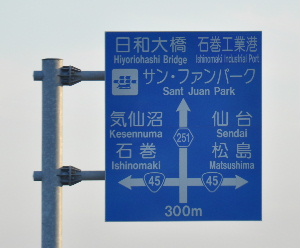 日和大橋 石巻工業港
Hiyoriohashi Bridge Ishinomaki Industrial Port
サン・ファンパーク
Sant Juan Park
気仙沼 仙台
Kesennuma Sendai
251
石巻 松島
Ishinomaki Matsushima
45 45
300m